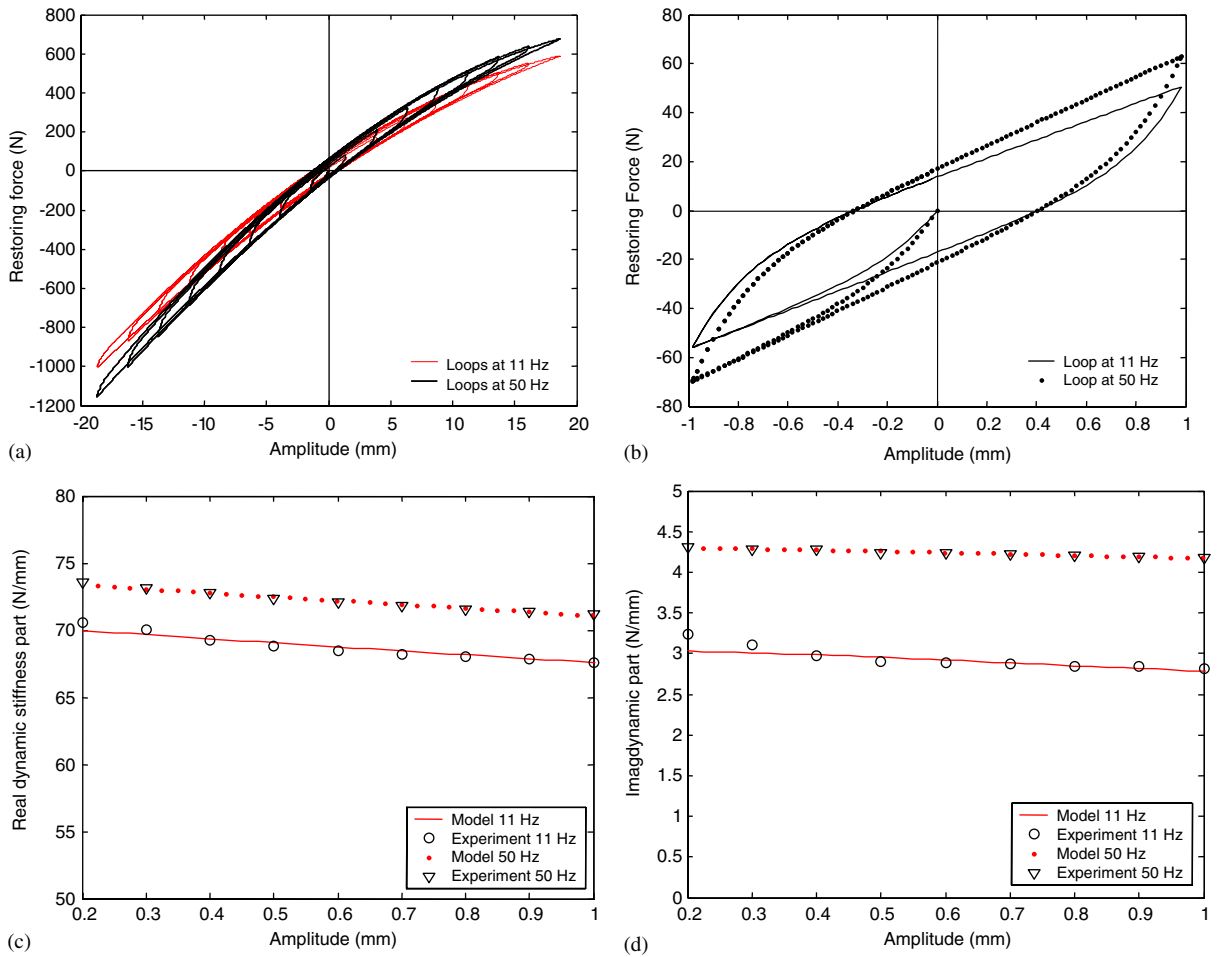 800
600
400
200
0
-200
-400
-600
-800
-1000
-1200
Restoring force (N)
-20 -15 -10 -5 0 5 10 15 20
Amplitude (mm)
Loops at 11 Hz
Loops at 50 Hz
(a)
80
60
40
20
0
-20
-40
-60
-80
Restoring Force (N)
-1 -0.8 -0.6 -0.4 -0.2 0 0.2 0.4 0.6 0.8 1
Amplitude (mm)
Loop at 11 Hz
Loop at 50 Hz
(b)
80
75
70
65
60
55
50
Real dynamic stiffness part (N/mm)
0.2 0.3 0.4 0.5 0.6 0.7 0.8 0.9 1
Amplitude (mm)
Model 11 Hz
Experiment 11 Hz
Model 50 Hz
Experiment 50 Hz
(c)
5
4.5
4
3.5
3
2.5
2
1.5
1
0.5
0
Imagdynamic part (N/mm)
0.2 0.3 0.4 0.5 0.6 0.7 0.8 0.9 1
Amplitude (mm)
Model 11 Hz
Experiment 11 Hz
Model 50 Hz
Experiment 50 Hz
(d)